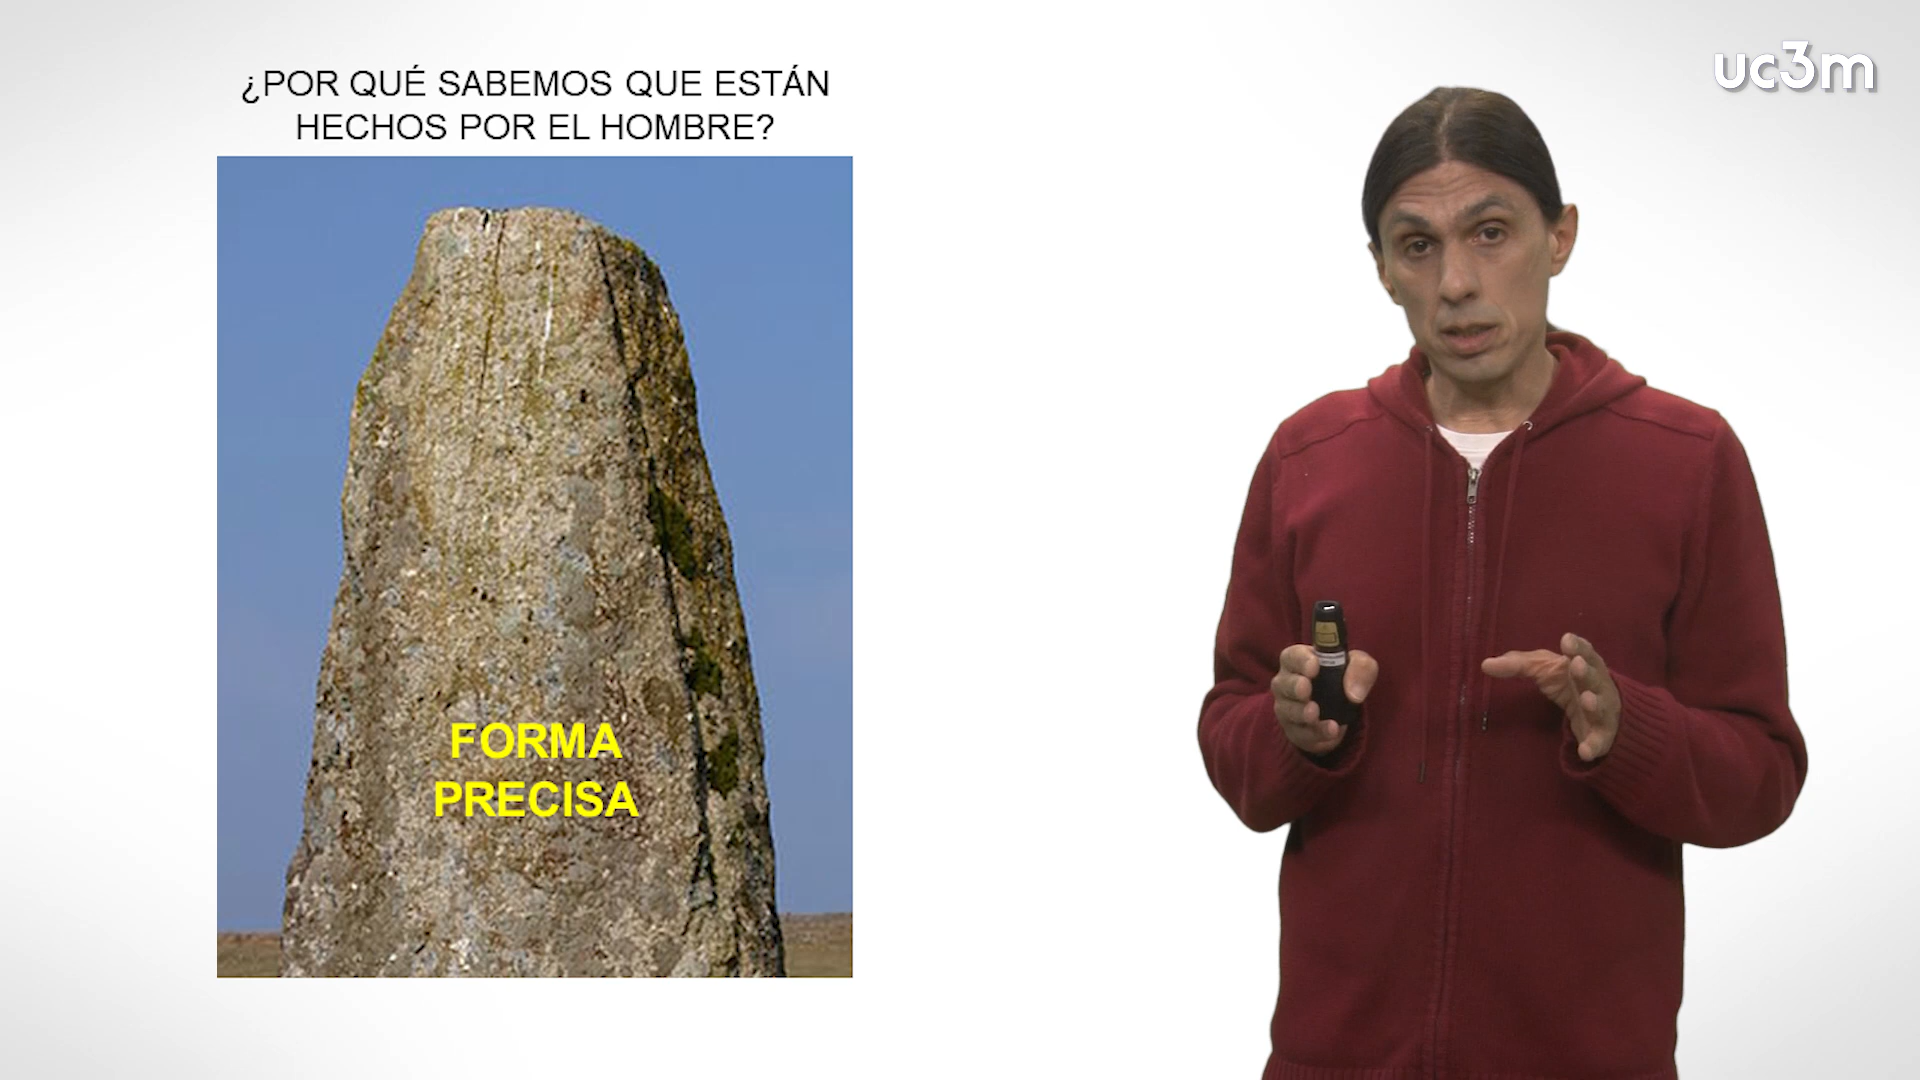 ¿POR QUÉ SABEMOS QUE ESTÁN
HECHOS POR EL HOMBRE?
FORMA
PRECISA
uc3m